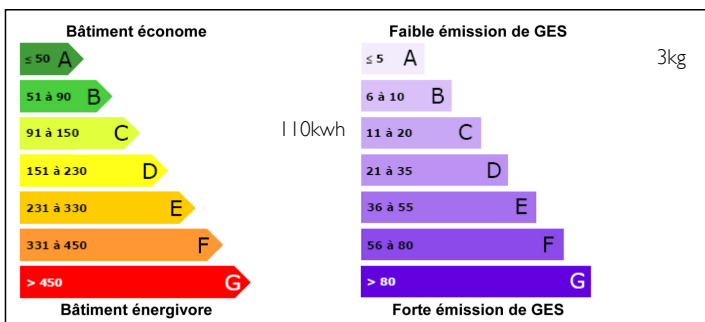 Bâtiment économe
≤ 50 A
51 à 90 B
91 à 150 C
110kwh
151 à 230 D
231 à 330 E
331 à 450 F
> 450 G
Bâtiment énergivore
Faible émission de GES
≤ 5 A
3kg
6 à 10 B
11 à 20 C
21 à 35 D
36 à 55 E
56 à 80 F
> 80 G
Forte émission de GES